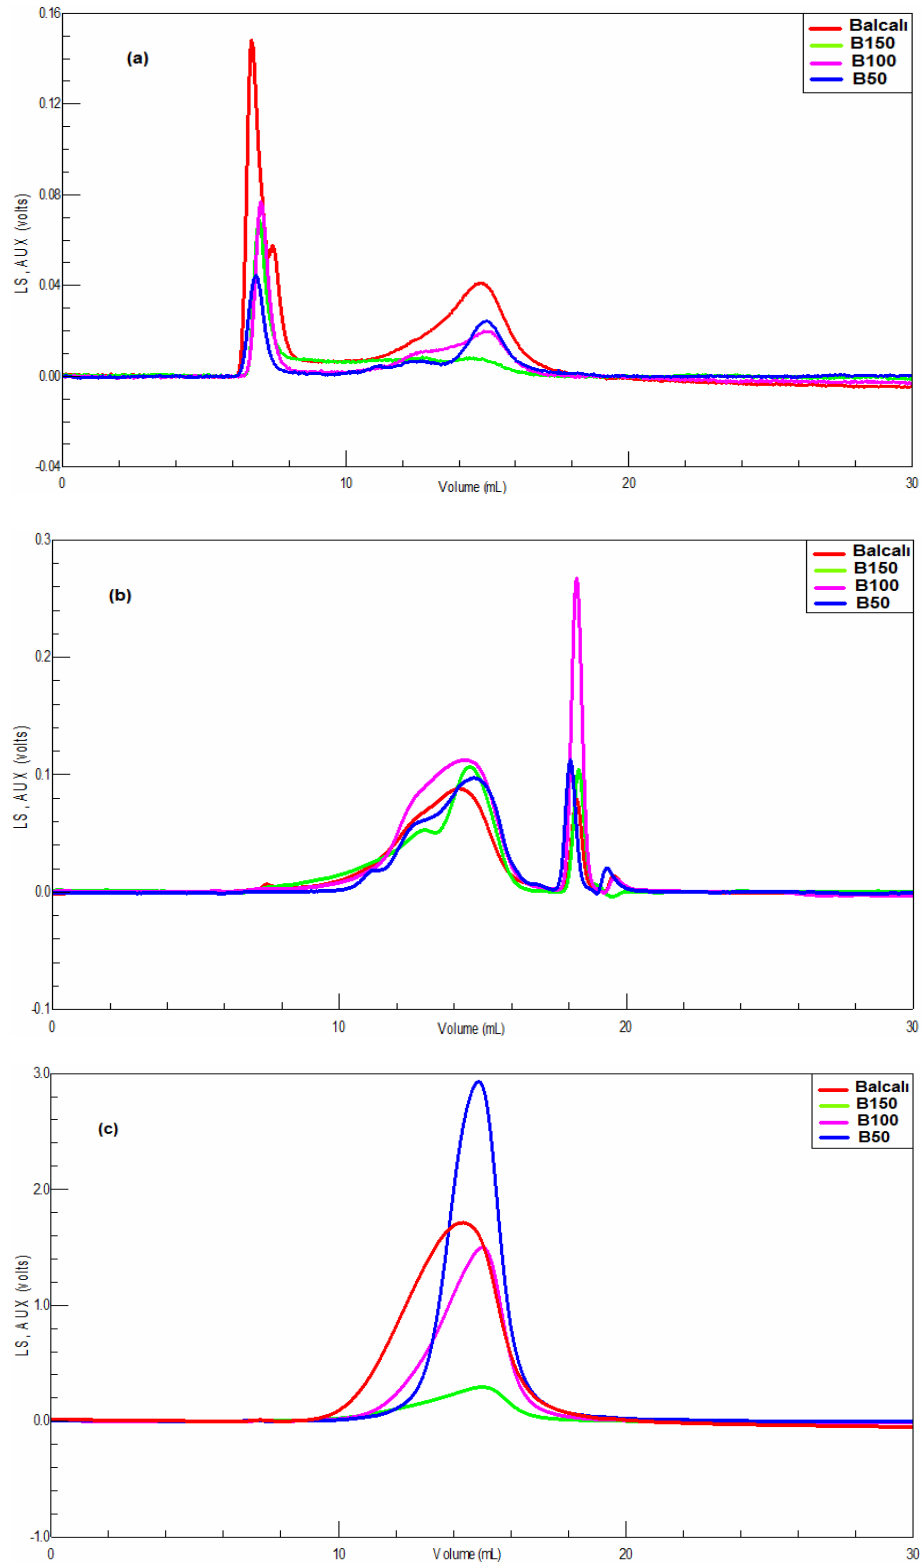 0.16
(a)
Balcalı
B150
B100
B50
0.12
0.08
0.04
0.00
-0.04
LS, AUX (volts)
0
10
20
30
Volume (mL)
0.3
(b)
Balcalı
B150
B100
B50
0.2
0.1
0.0
-0.1
LS, AUX (volts)
0
10
20
30
Volume (mL)
3.0
(c)
Balcalı
B150
B100
B50
2.0
1.0
0.0
-1.0
LS, AUX (volts)
0
10
20
30
Volume (mL)